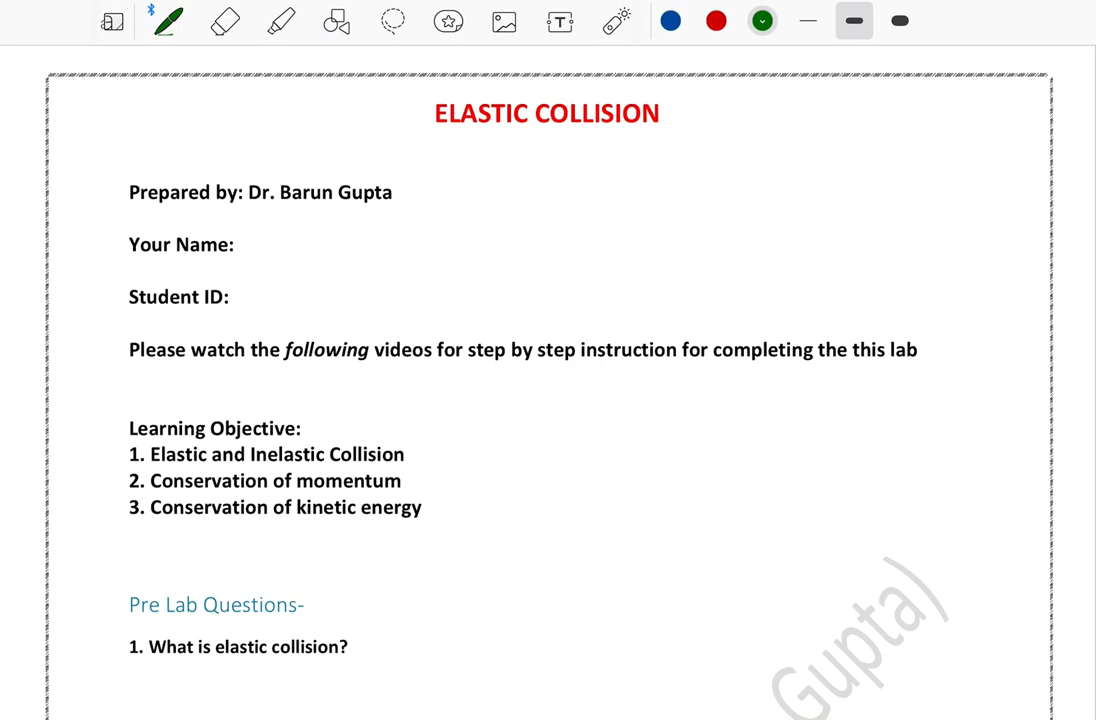 ELASTIC COLLISION
Prepared by: Dr. Barun Gupta
Your Name:
Student ID:
Please watch the following videos for step by step instruction for completing the this lab
Learning Objective:
1. Elastic and Inelastic Collision
2. Conservation of momentum
3. Conservation of kinetic energy
Pre Lab Questions-
1. What is elastic collision?
Gupta)